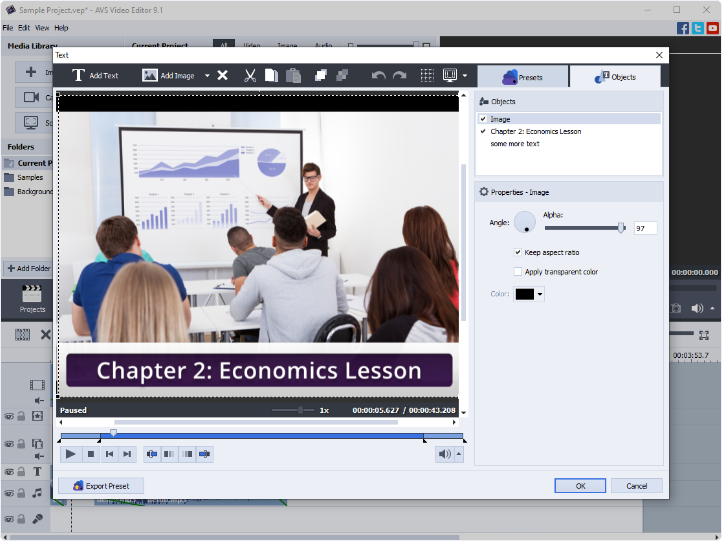 Sample Project.vep* - AVS Video Editor 9.1
File Edit View Help
Media Library
Current Project
All Video Image Audio
Text
Add Text
Add Image
Presets
Objects
Objects
Image
Chapter 2: Economics Lesson
some more text
Properties - Image
Angle:
Alpha:
97
Keep aspect ratio
Apply transparent color
Color:
Folders
Current P
Samples
Background
Add Folder
Projects
Chapter 2: Economics Lesson
Paused
1x
00:00:05.627 / 00:00:43.208
00:00:00.000
00:03:53.7
Export Preset
OK
Cancel